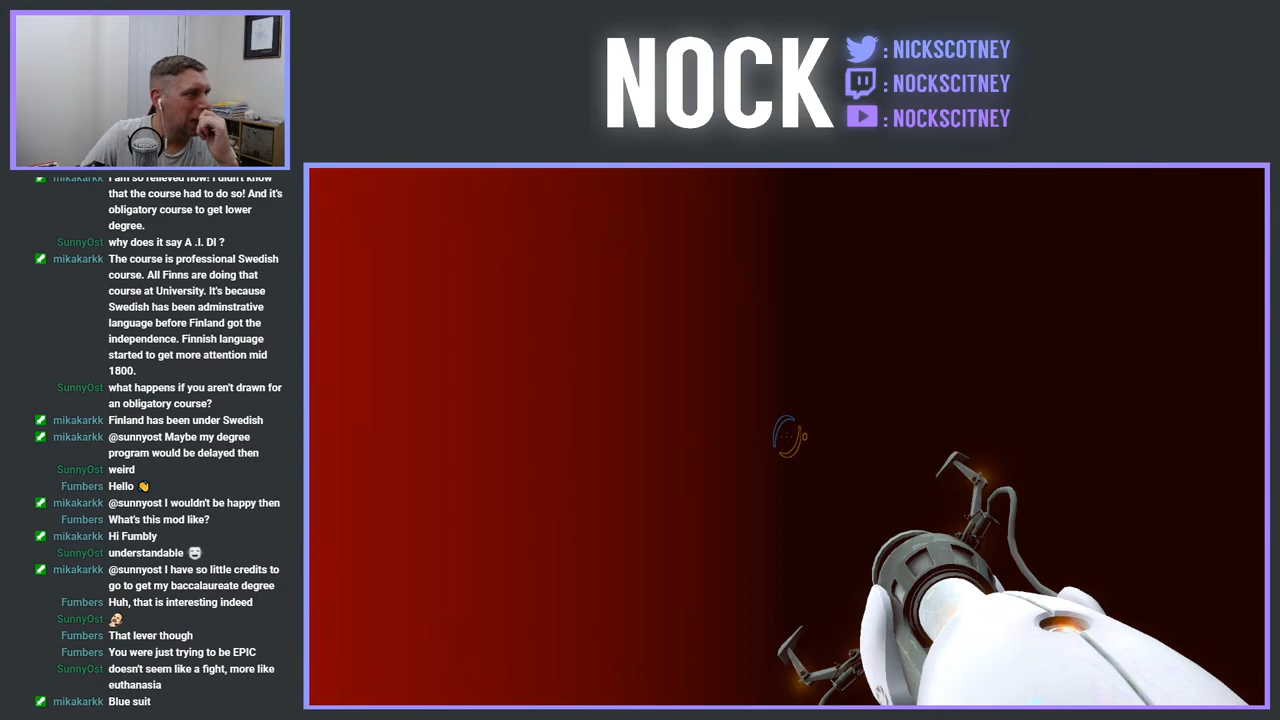 NOCK
: NICKSCOTNEY
: NOCKSCITNEY
: NOCKSCITNEY
mikakarkk I am so relieved now! I didn't know
that the course had to do so! And it's
obligatory course to get lower
degree.
SunnyOst why does it say A .I. DI ?
mikakarkk The course is professional Swedish
course. All Finns are doing that
course at University. It's because
Swedish has been adminstrative
language before Finland got the
independence. Finnish language
started to get more attention mid
1800.
SunnyOst what happens if you aren't drawn for
an obligatory course?
mikakarkk Finland has been under Swedish
mikakarkk @sunnyost Maybe my degree
program would be delayed then
SunnyOst weird
Fumbers Hello
mikakarkk @sunnyost I wouldn't be happy then
Fumbers What's this mod like?
mikakarkk Hi Fumbly
SunnyOst understandable
mikakarkk @sunnyost I have so little credits to
go to get my baccalaureate degree
Fumbers Huh, that is interesting indeed
SunnyOst
Fumbers That lever though
Fumbers You were just trying to be EPIC
SunnyOst doesn't seem like a fight, more like
euthanasia
mikakarkk Blue suit